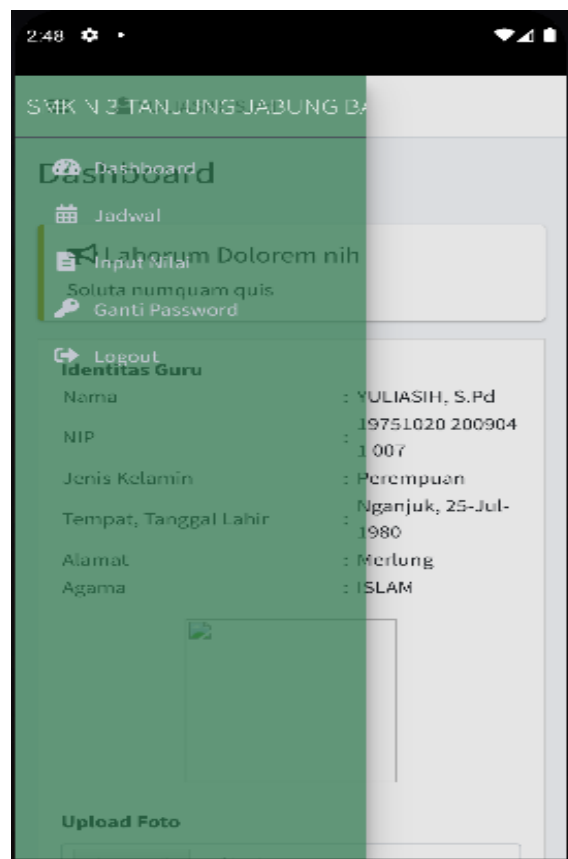 2:48
SMK N 3 TANJUNG JABUNG BA
Dashboard
Dashboard
Jadwal
Laborum Dolorem nih
Input Nilai
Soluta numquam quis
Ganti Password
Logout
Identitas Guru
Nama : YULIASIH, S.Pd
NIP : 19751020 200904
1 007
Jenis Kelamin : Perempuan
Tempat, Tanggal Lahir : Nganjuk, 25-Jul-
1980
Alamat : Merlung
Agama : ISLAM
Upload Foto